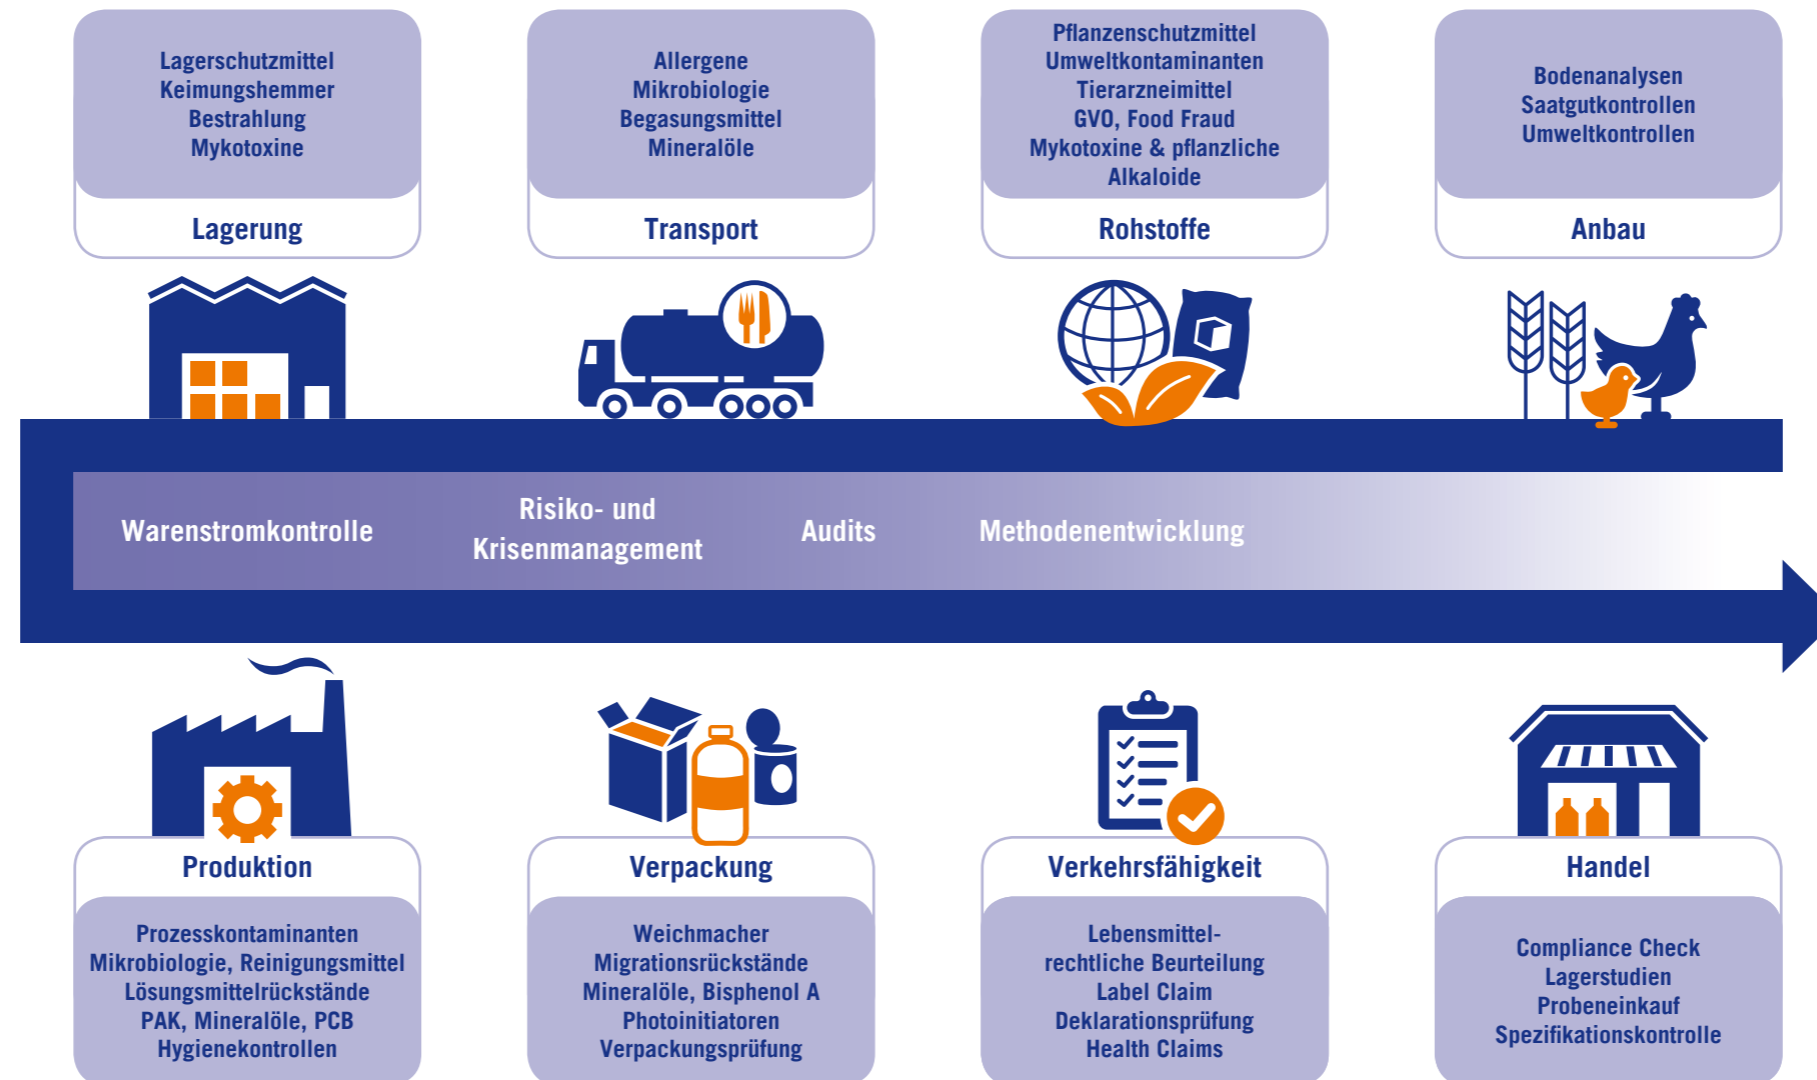 Lagerschutzmittel
Keimungshemmer
Bestrahlung
Mykotoxine
Lagerung
Allergene
Mikrobiologie
Begasungsmittel
Mineralöle
Transport
Pflanzenschutzmittel
Umweltkontaminanten
Tierarzneimittel
GVO, Food Fraud
Mykotoxine & pflanzliche
Alkaloide
Rohstoffe
Bodenanalysen
Saatgutkontrollen
Umweltkontrollen
Anbau
Warenstromkontrolle
Risiko- und
Krisenmanagement
Audits
Methodenentwicklung
Produktion
Prozesskontaminanten
Mikrobiologie, Reinigungsmittel
Lösungsmittelrückstände
PAK, Mineralöle, PCB
Hygienekontrollen
Verpackung
Weichmacher
Migrationsrückstände
Mineralöle, Bisphenol A
Photoinitiatoren
Verpackungsprüfung
Verkehrsfähigkeit
Lebensmittel-
rechtliche Beurteilung
Label Claim
Deklarationsprüfung
Health Claims
Handel
Compliance Check
Lagerstudien
Probeneinkauf
Spezifikationskontrolle